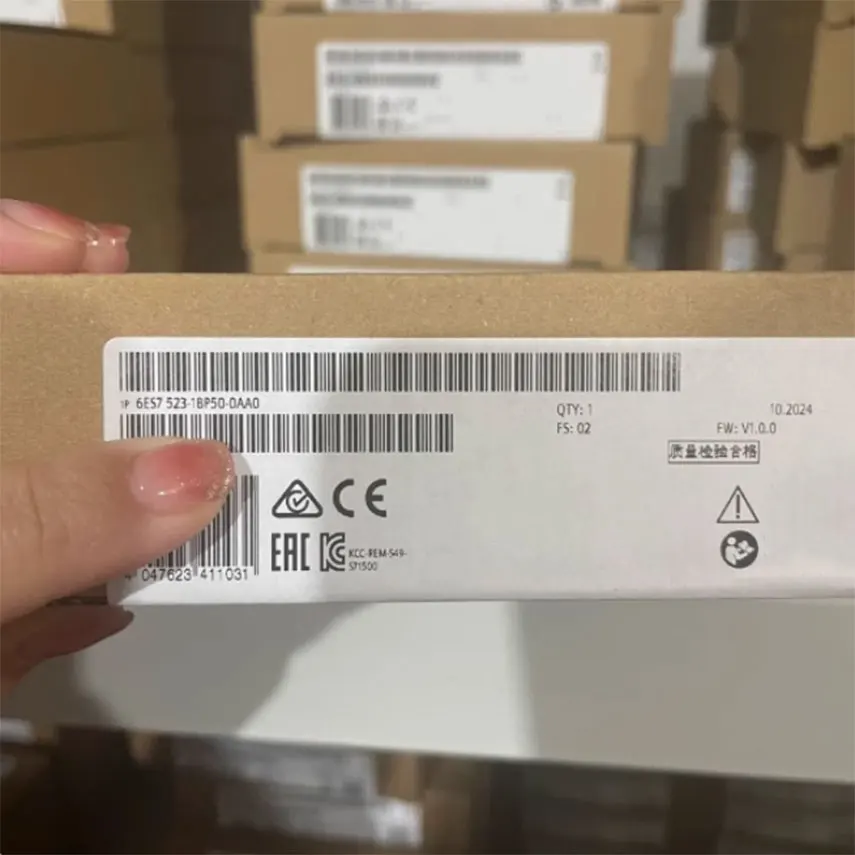 1P 6ES7 523-1BP50-0AA0
QTY: 1
10.2024
FS: 02
FW: V1.0.0
质量检验合格
CE
EAC
KCC-REM-S49-
S71500
4 047623 411031